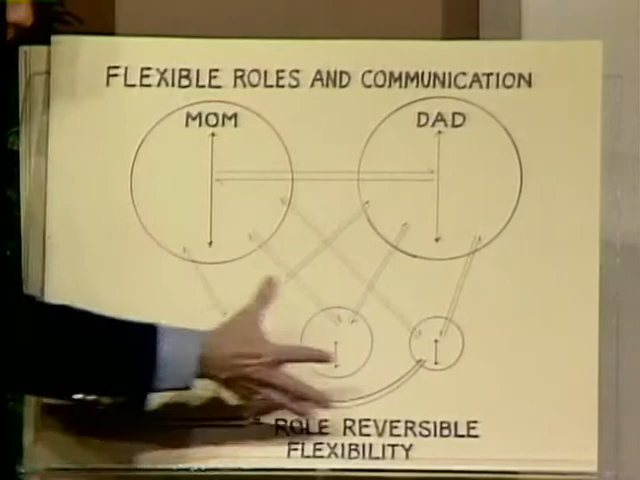 FLEXIBLE ROLES AND COMMUNICATION
MOM DAD
ROLE REVERSIBLE
FLEXIBILITY